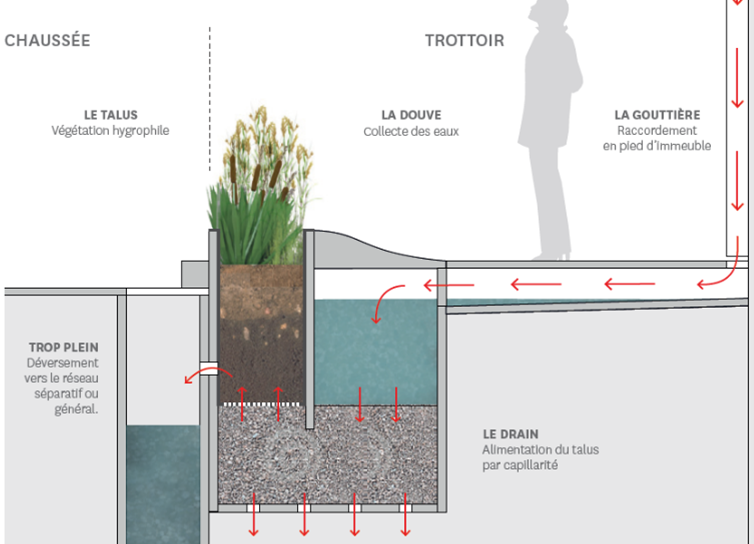 CHAUSSÉE
TROTTOIR
LE TALUS
Végétation hygrophile
LA DOUVE
Collecte des eaux
LA GOUTTIÈRE
Raccordement
en pied d'immeuble
TROP PLEIN
Déversement
vers le réseau
séparatif ou
général.
LE DRAIN
Alimentation du talus
par capillarité